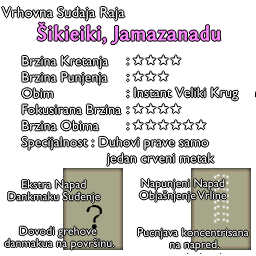 Vrhovna Sudaja Raja
Šikieiki, Jamazanadu
Brzina Kretanja : ☆☆☆☆
Brzina Punjenja : ☆☆☆
Obim : Instant Veliki Krug
Fokusirana Brzina : ☆☆☆☆
Brzina Obima : ☆☆☆☆☆☆
Specijalnost : Duhovi prave samo
jedan crveni metak
Ekstra Napad
Danmaku Suđenje
?
Dovodi grehove
danmakua na površinu.
Napunjeni Napad
Objašnjenje Vrline
Pucnjava koncentrisana
na napred.